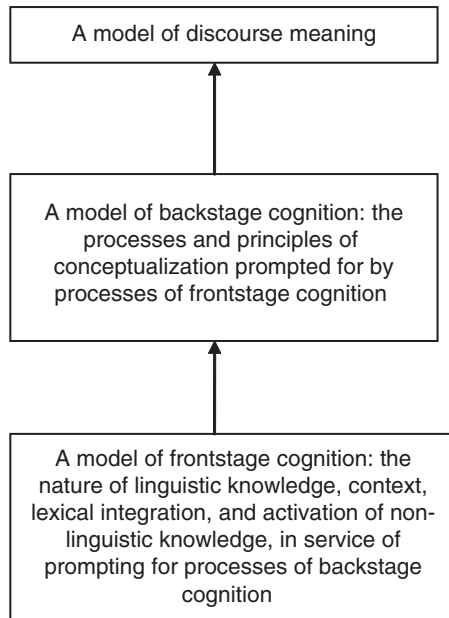 A model of discourse meaning
A model of backstage cognition: the
processes and principles of
conceptualization prompted for by
processes of frontstage cognition
A model of frontstage cognition: the
nature of linguistic knowledge, context,
lexical integration, and activation of non-
linguistic knowledge, in service of
prompting for processes of backstage
cognition